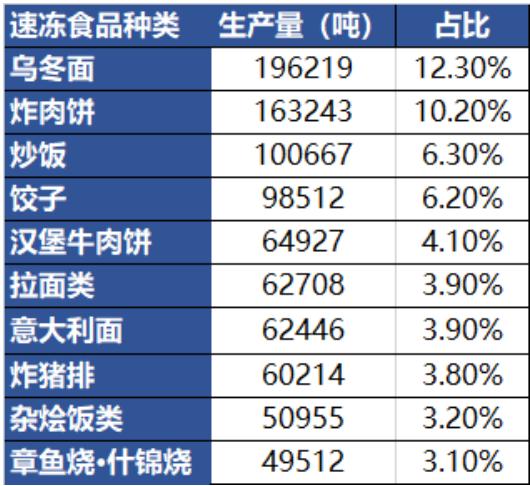 速冻食品种类 生产量（吨） 占比
乌冬面 196219 12.30%
炸肉饼 163243 10.20%
炒饭 100667 6.30%
饺子 98512 6.20%
汉堡牛肉饼 64927 4.10%
拉面类 62708 3.90%
意大利面 62446 3.90%
炸猪排 60214 3.80%
杂烩饭类 50955 3.20%
章鱼烧·什锦烧 49512 3.10%